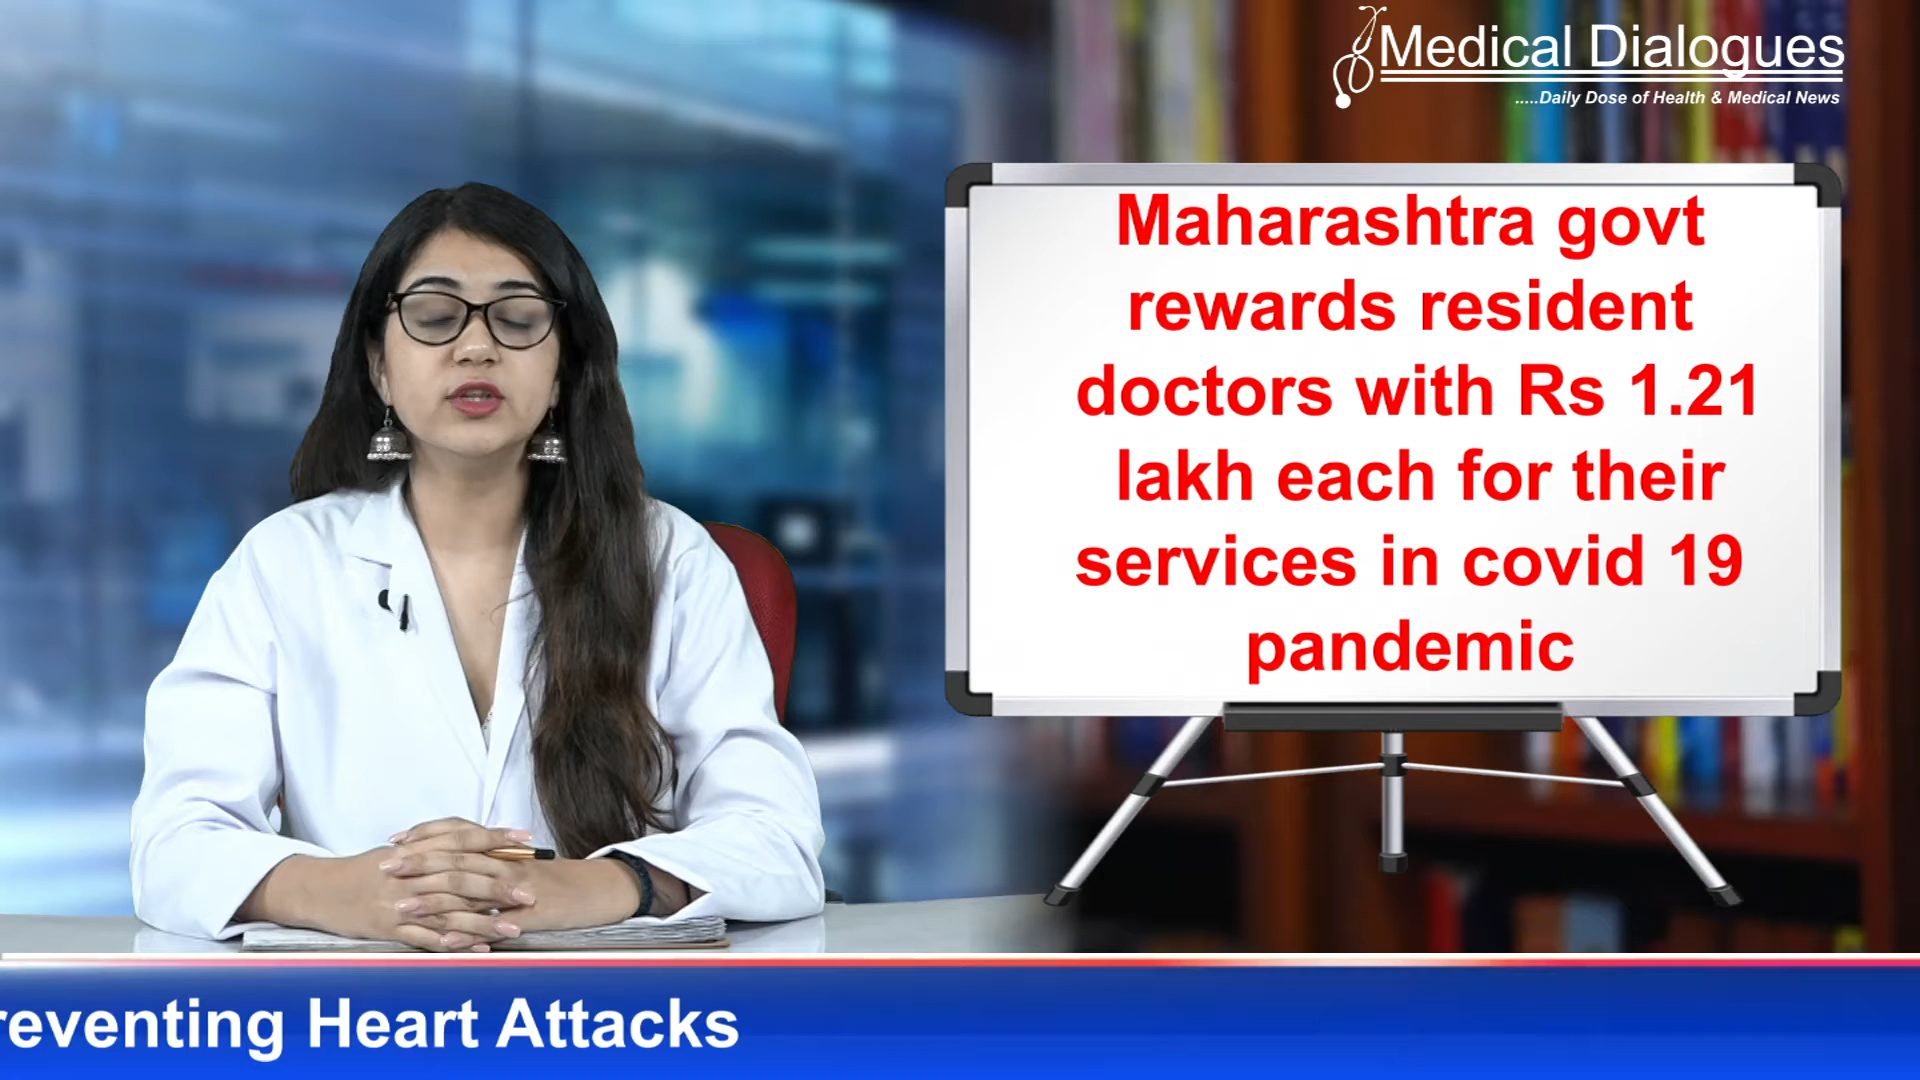 Medical Dialogues
.....Daily Dose of Health & Medical News
Maharashtra govt
rewards resident
doctors with Rs 1.21
lakh each for their
services in covid 19
pandemic
reventing Heart Attacks